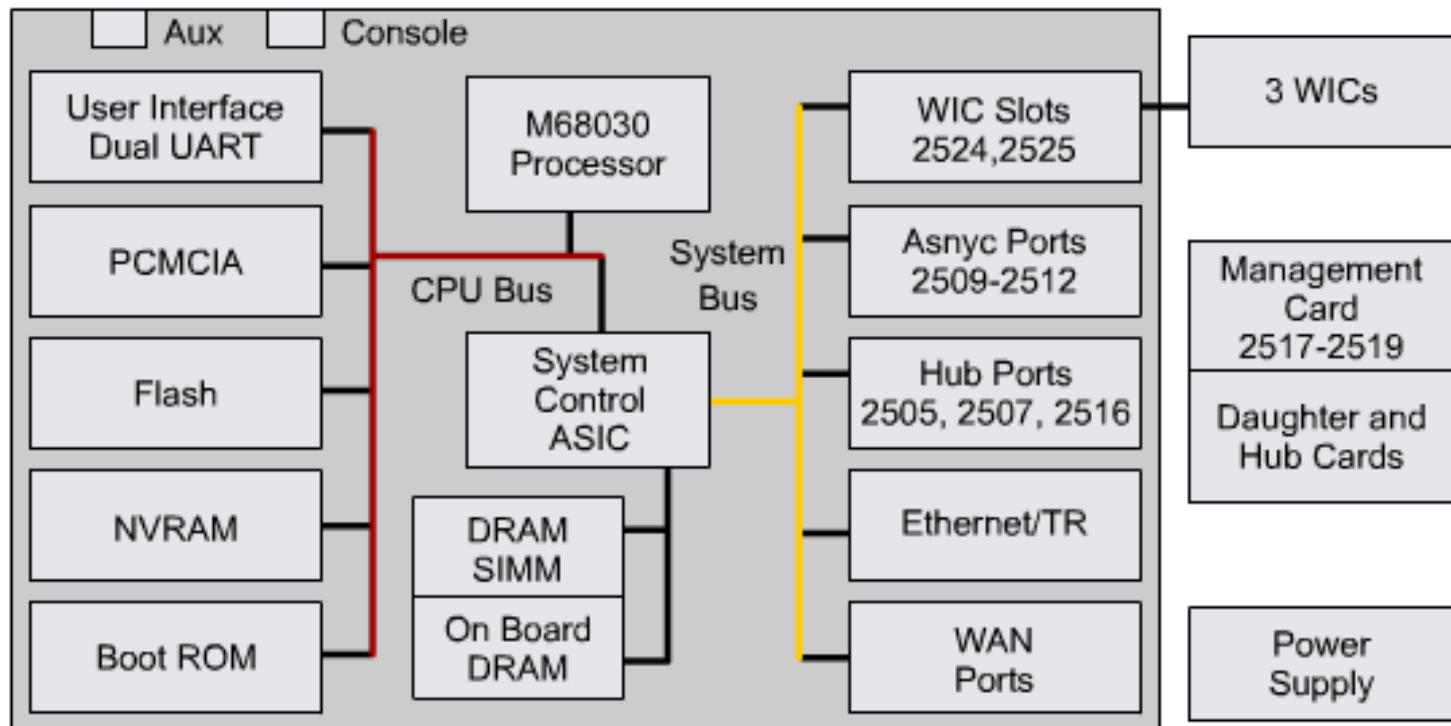 Aux
Console
User Interface
Dual UART
PCMCIA
Flash
NVRAM
Boot ROM
M68030
Processor
CPU Bus
System
Control
ASIC
DRAM
SIMM
On Board
DRAM
System
Bus
WIC Slots
2524,2525
Asnyc Ports
2509-2512
Hub Ports
2505, 2507, 2516
Ethernet/TR
WAN
Ports
3 WICs
Management
Card
2517-2519
Daughter and
Hub Cards
Power
Supply